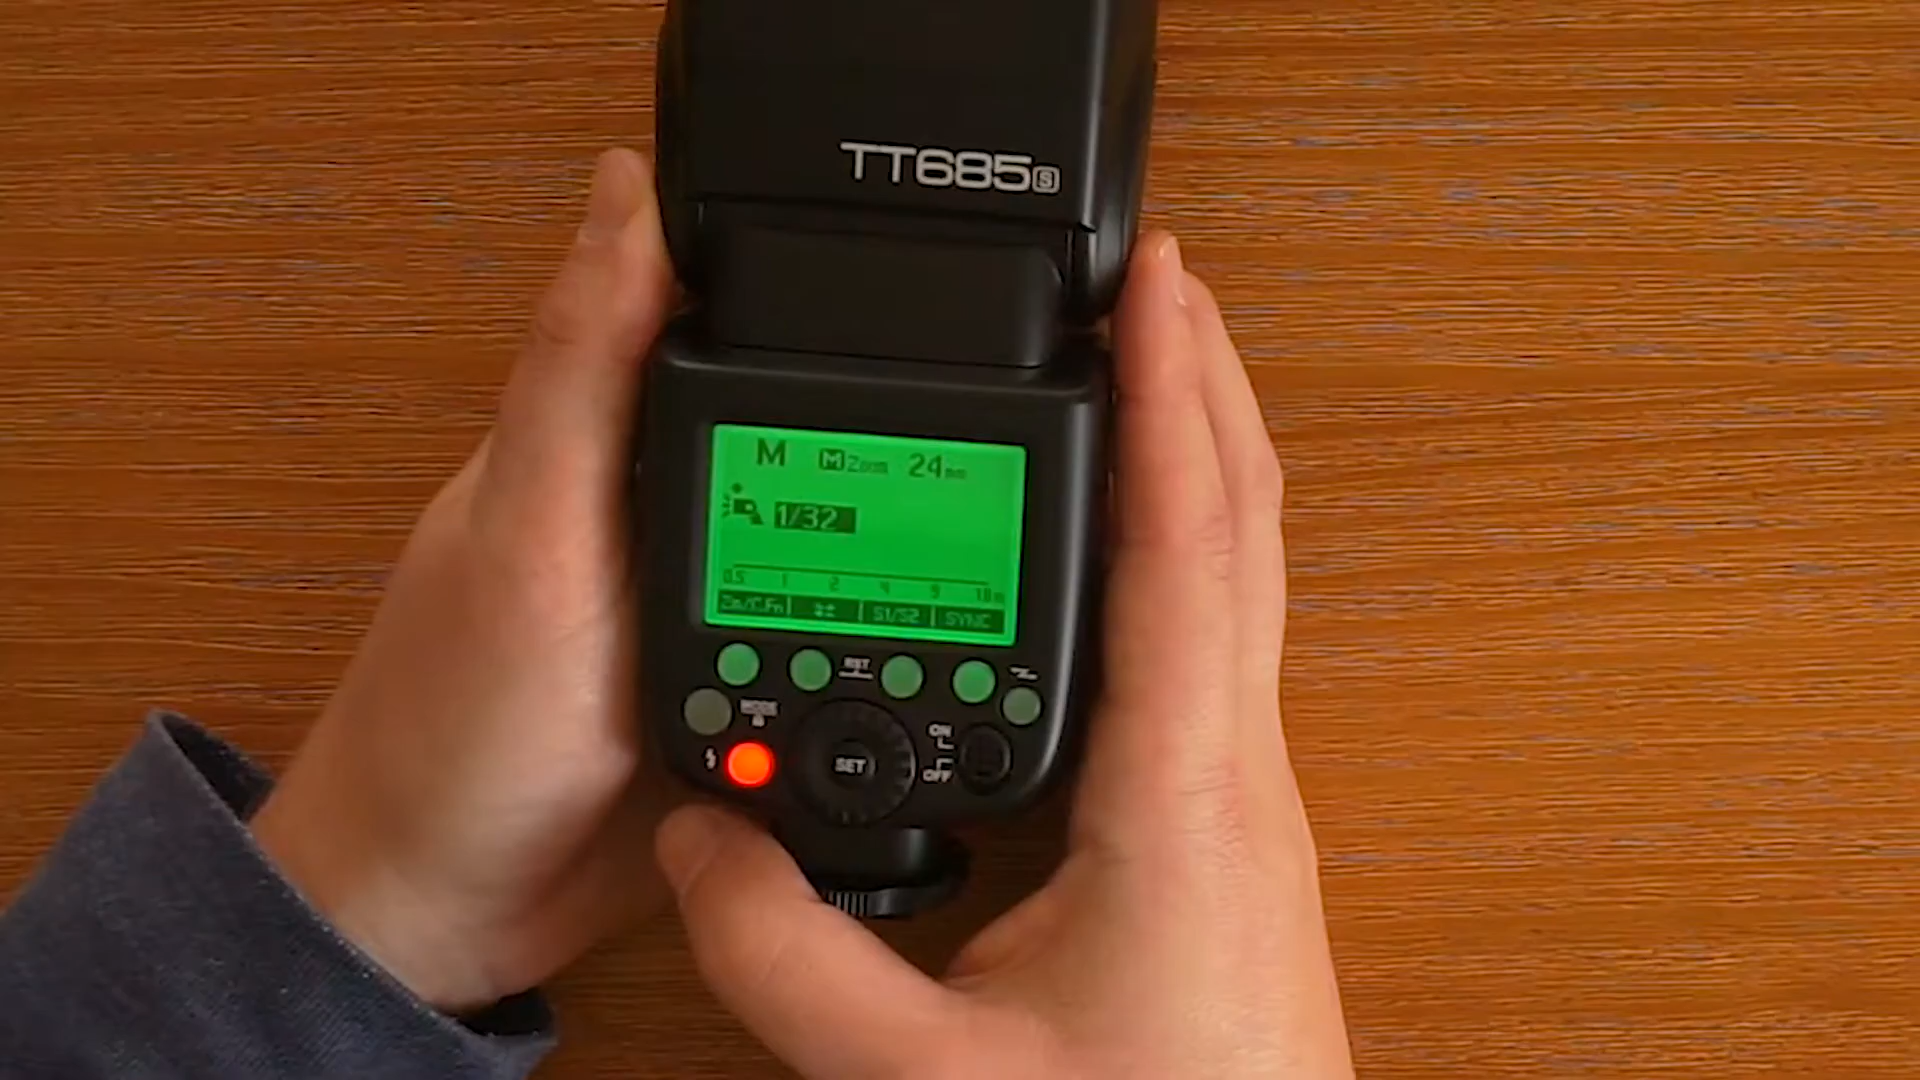 TT685 S
M M Zoom 24mm
1/32
0.5 1 2 4 9 18m
Zm/C.Fn S1/S2 SYNC
RST
MODE
ON
SET
OFF